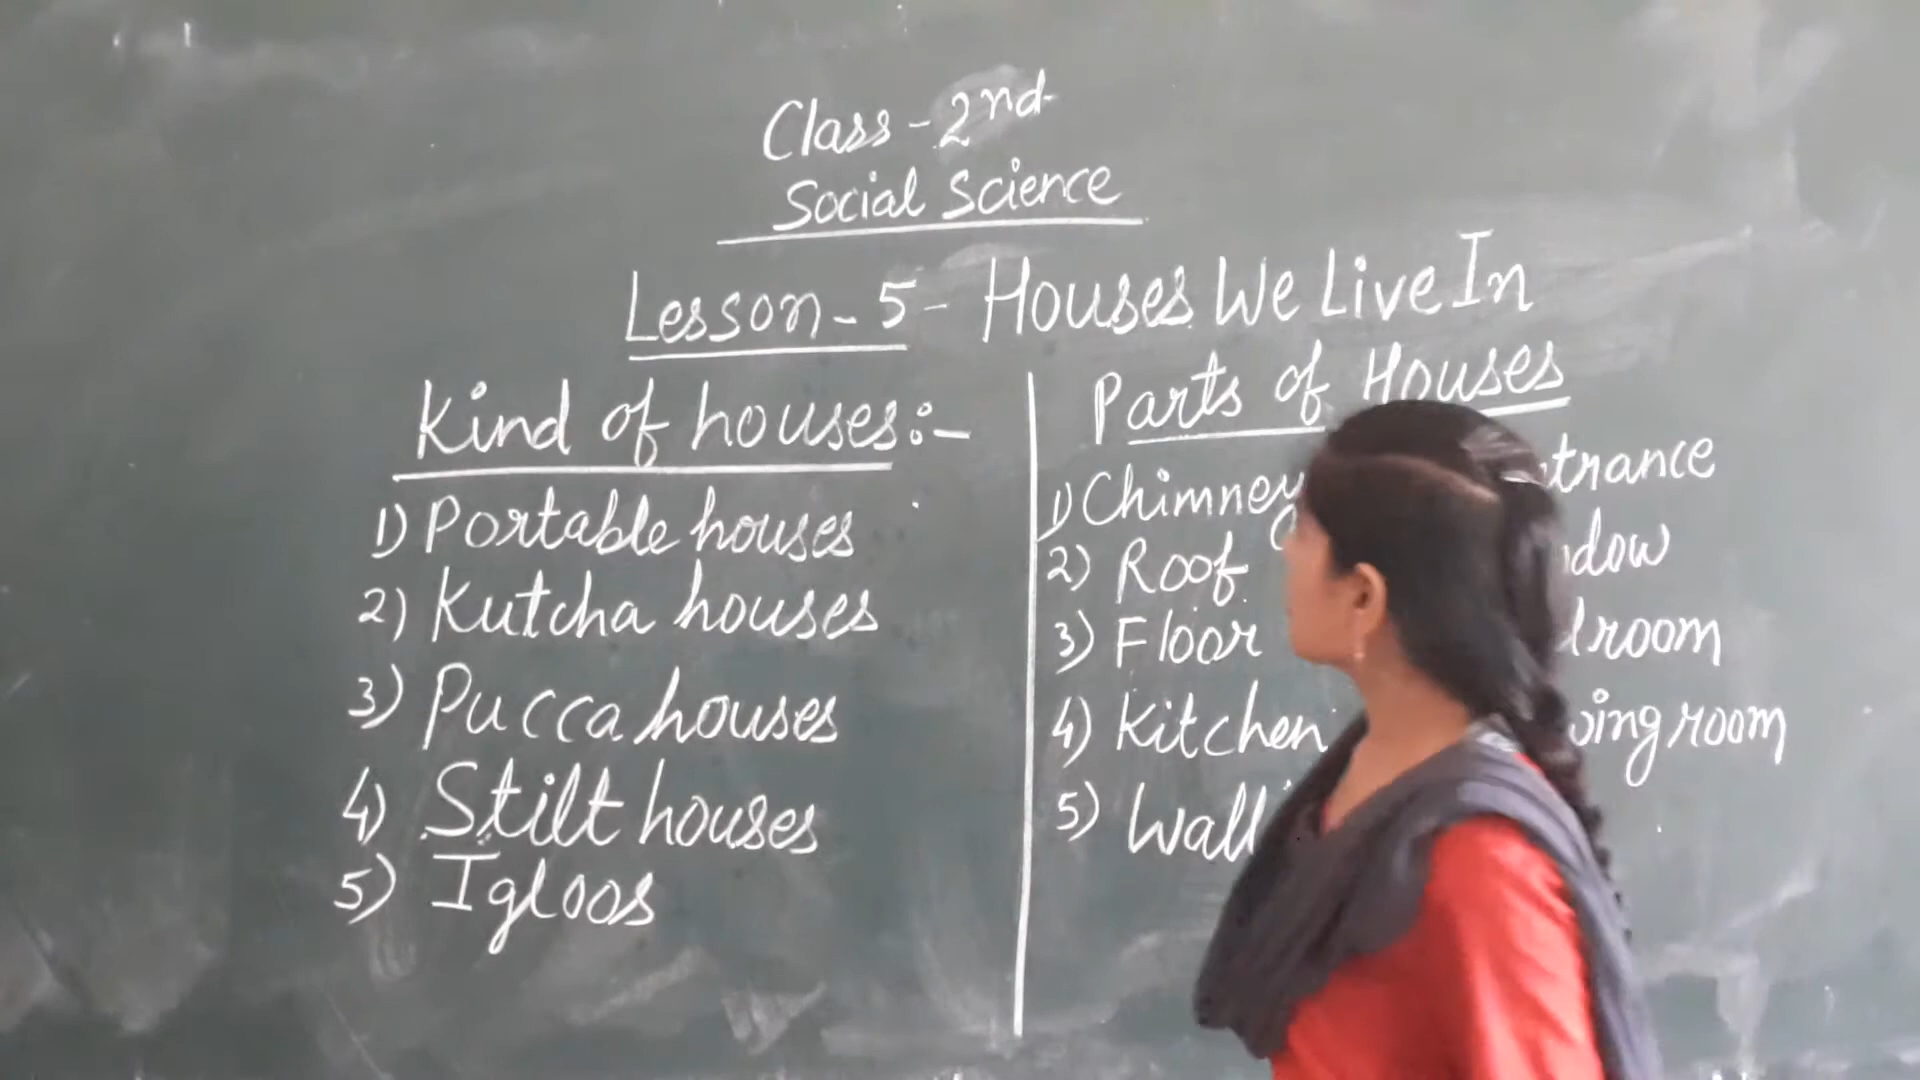 Class - 2nd
Social Science
Lesson - 5 - Houses We Live In
Kind of houses:-
1) Portable houses
2) Kutcha houses
3) Pucca houses
4) Stilt houses
5) Igloos
Parts of Houses
1) Chimney
2) Roof
3) Floor
4) Kitchen
5) Wall